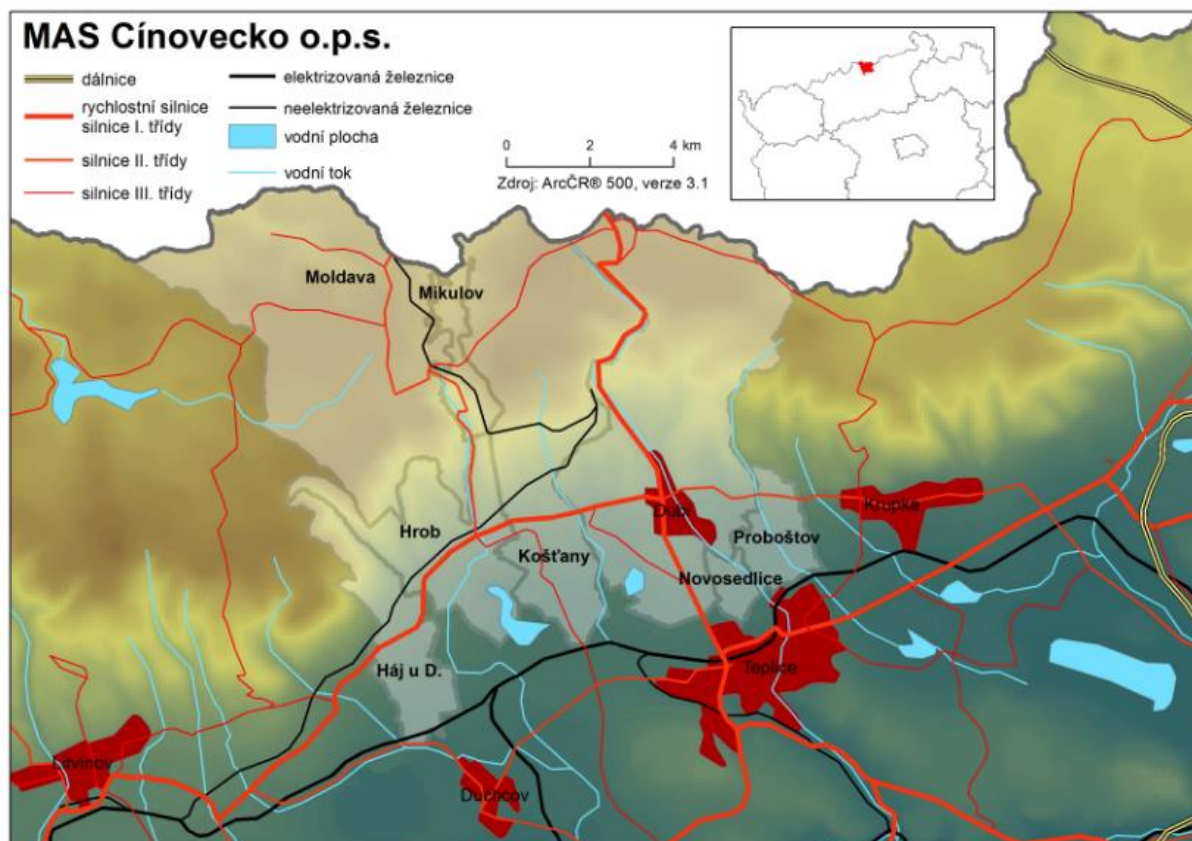 MAS Cínovecko o.p.s.
dálnice
rychlostní silnice
silnice I. třídy
silnice II. třídy
silnice III. třídy
elektrizovaná železnice
neelektrizovaná železnice
vodní plocha
vodní tok
0 2 4 km
Zdroj: ArcČR® 500, verze 3.1
Moldava
Mikulov
Hrob
Košťany
Dubí
Krupka
Proboštov
Novosedlice
Háj u D.
Teplice
Litvínov
Duchcov